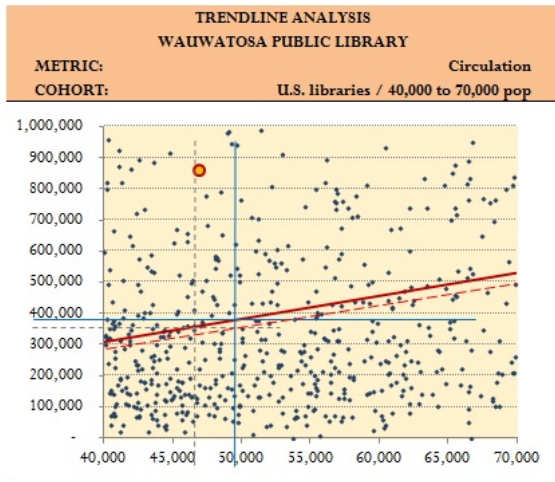 TRENDLINE ANALYSIS
WAUWATOSA PUBLIC LIBRARY
METRIC: Circulation
COHORT: U.S. libraries / 40,000 to 70,000 pop
1,000,000
900,000
800,000
700,000
600,000
500,000
400,000
300,000
200,000
100,000
-
40,000 45,000 50,000 55,000 60,000 65,000 70,000